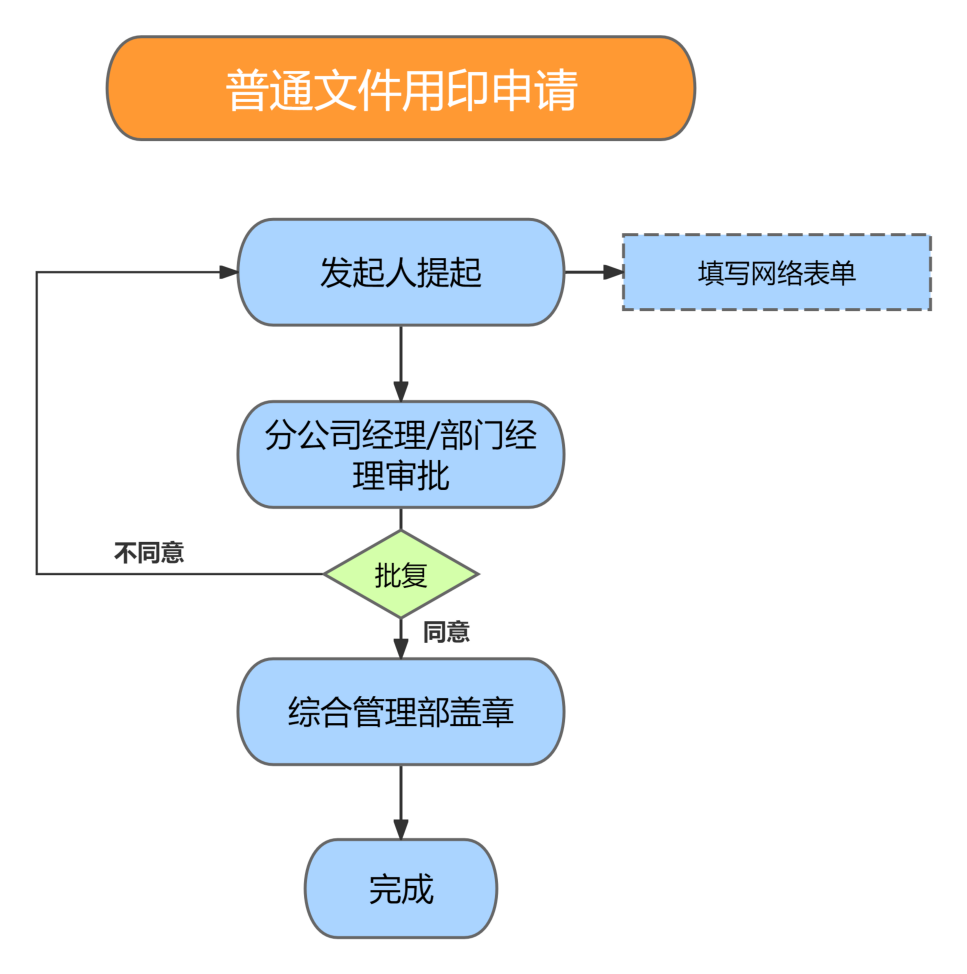 普通文件用印申请
发起人提起
填写网络表单
分公司经理/部门经
理审批
不同意
批复
同意
综合管理部盖章
完成